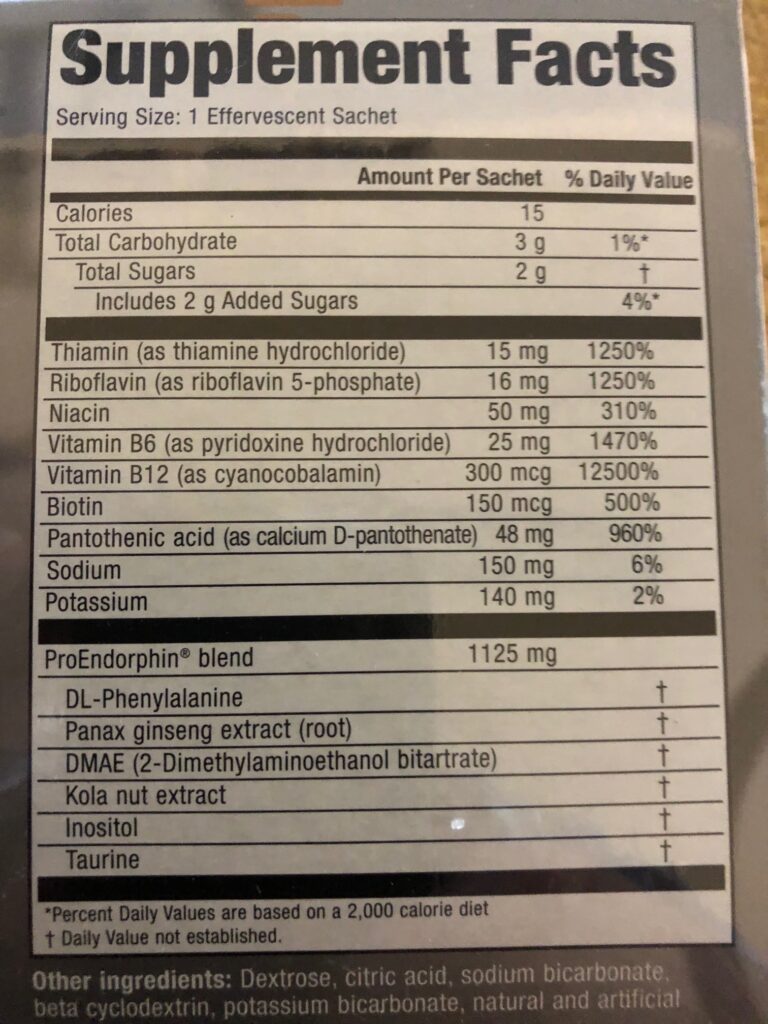 Supplement Facts
Serving Size: 1 Effervescent Sachet
Amount Per Sachet % Daily Value
Calories 15
Total Carbohydrate 3 g 1%*
Total Sugars 2 g †
Includes 2 g Added Sugars 4%*
Thiamin (as thiamine hydrochloride) 15 mg 1250%
Riboflavin (as riboflavin 5-phosphate) 16 mg 1250%
Niacin 50 mg 310%
Vitamin B6 (as pyridoxine hydrochloride) 25 mg 1470%
Vitamin B12 (as cyanocobalamin) 300 mcg 12500%
Biotin 150 mcg 500%
Pantothenic acid (as calcium D-pantothenate) 48 mg 960%
Sodium 150 mg 6%
Potassium 140 mg 2%
ProEndorphin® blend 1125 mg
DL-Phenylalanine †
Panax ginseng extract (root) †
DMAE (2-Dimethylaminoethanol bitartrate) †
Kola nut extract †
Inositol †
Taurine †
*Percent Daily Values are based on a 2,000 calorie diet
† Daily Value not established.
Other ingredients: Dextrose, citric acid, sodium bicarbonate,
beta cyclodextrin, potassium bicarbonate, natural and artificial